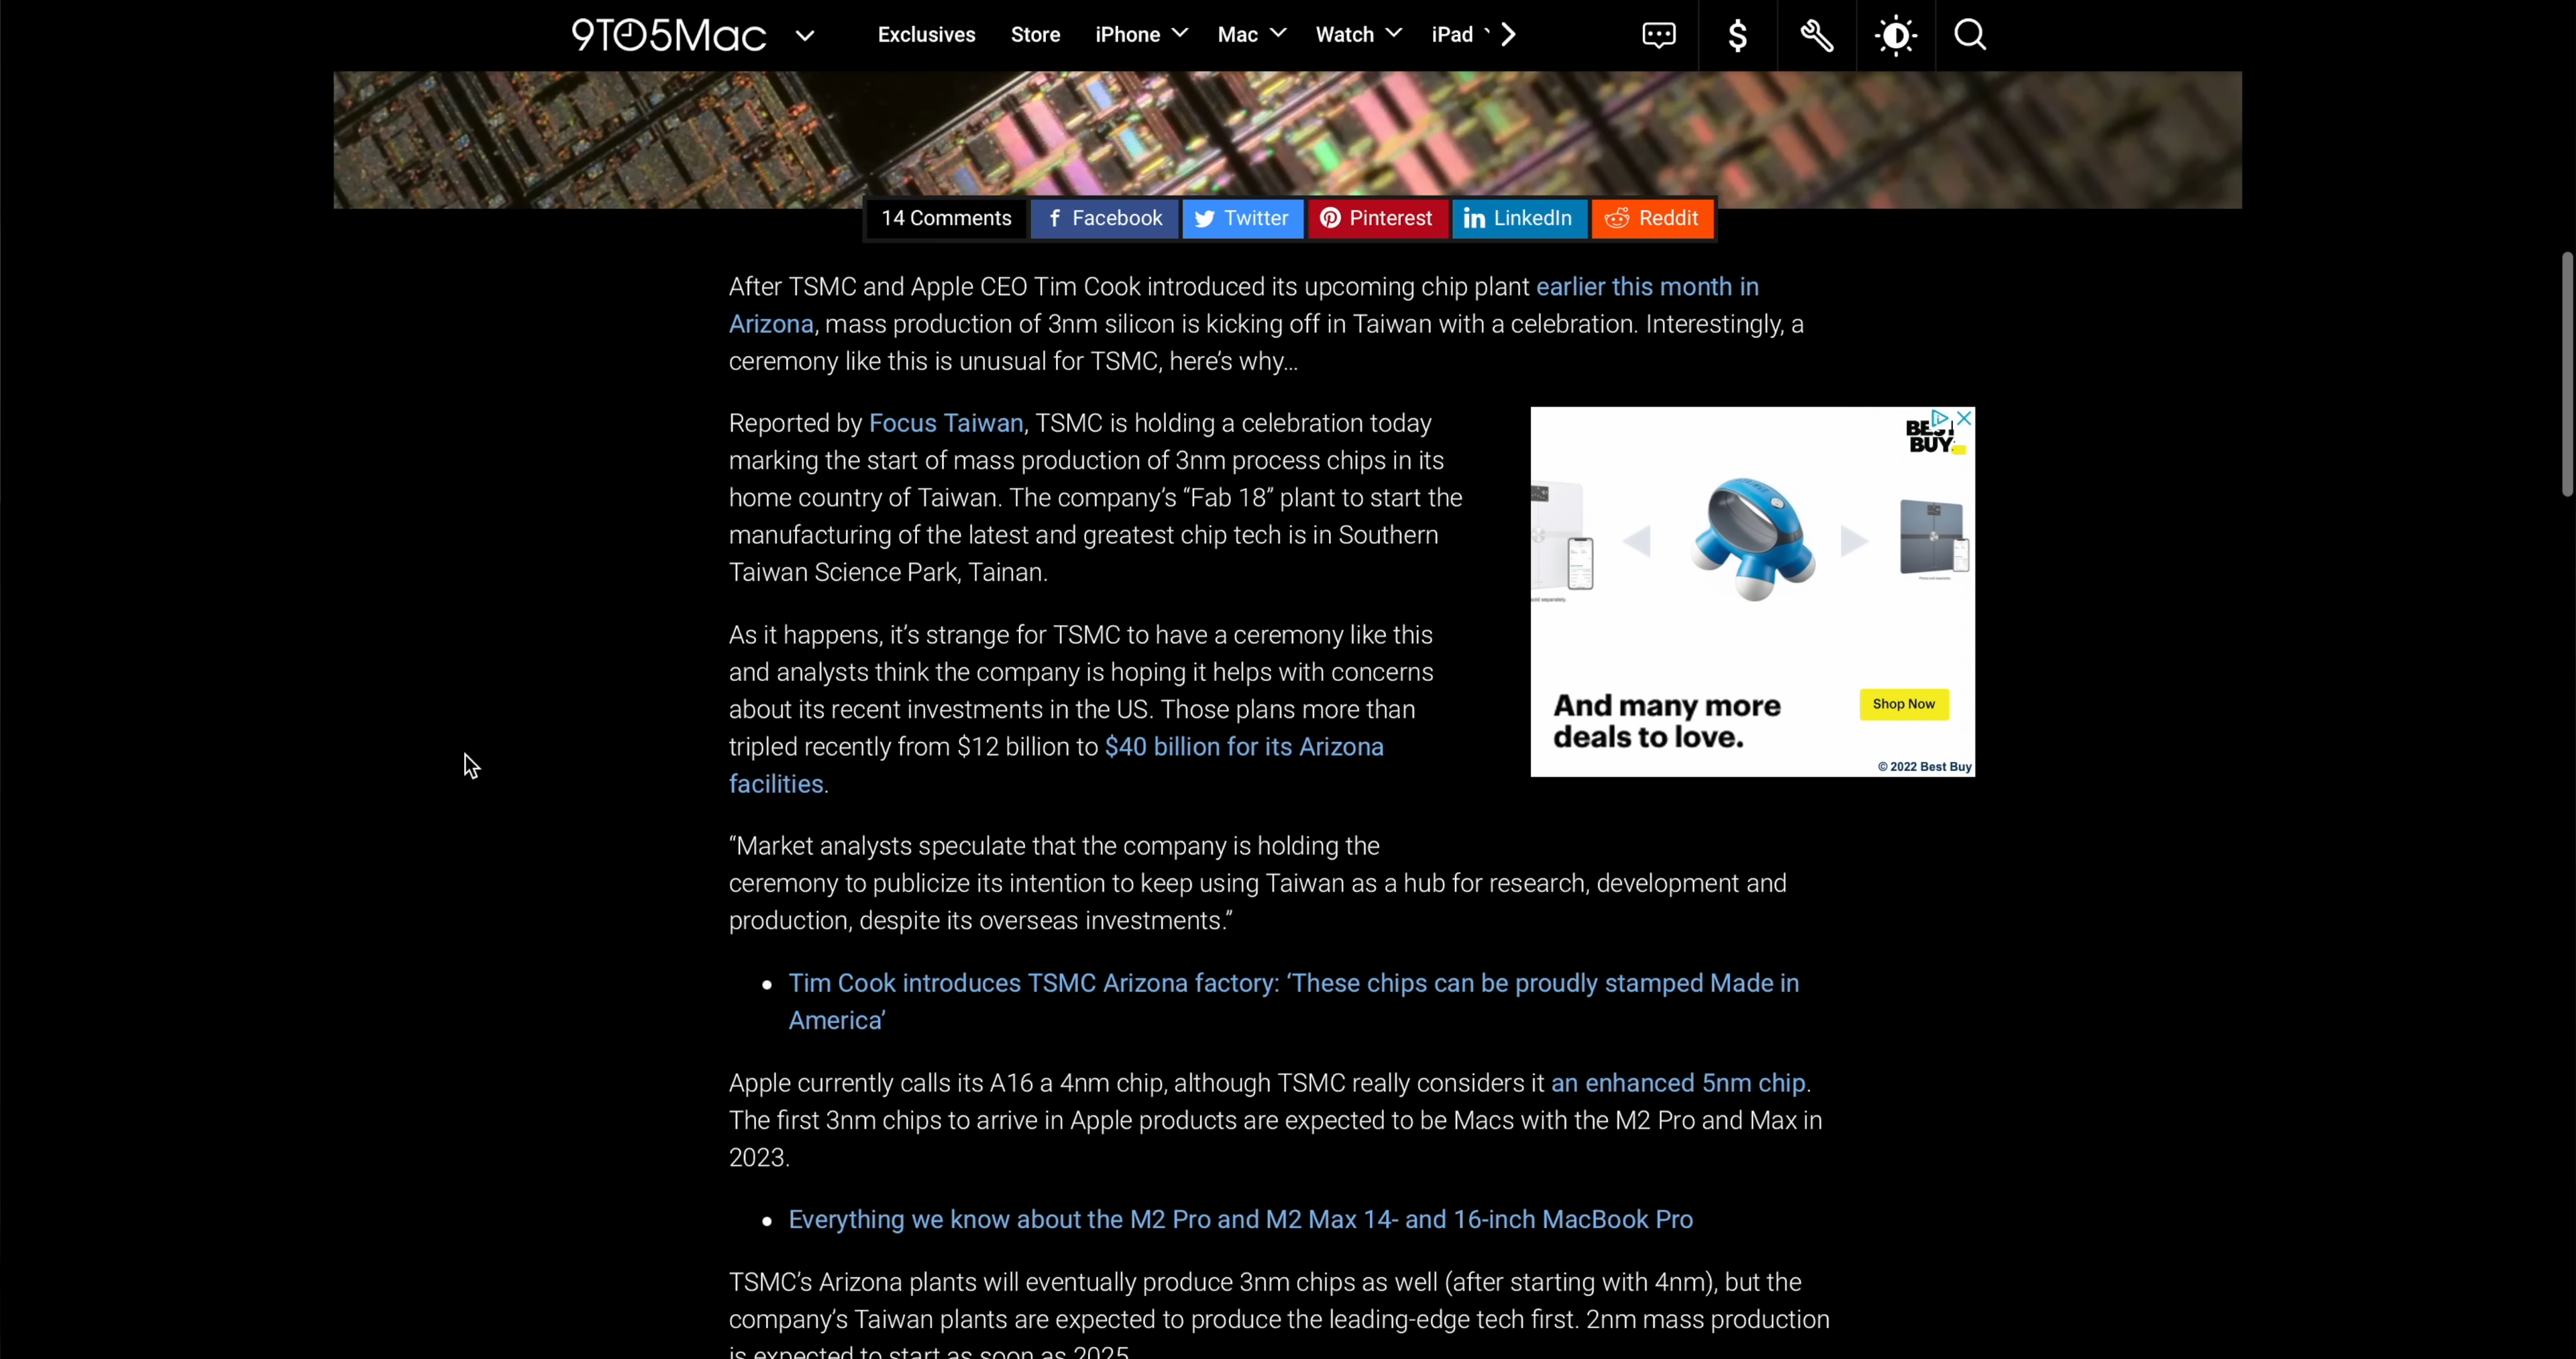 9TO5Mac
Exclusives Store iPhone Mac Watch iPad
14 Comments Facebook Twitter Pinterest LinkedIn Reddit
After TSMC and Apple CEO Tim Cook introduced its upcoming chip plant earlier this month in
Arizona, mass production of 3nm silicon is kicking off in Taiwan with a celebration. Interestingly, a
ceremony like this is unusual for TSMC, here’s why…
Reported by Focus Taiwan, TSMC is holding a celebration today
marking the start of mass production of 3nm process chips in its
home country of Taiwan. The company’s “Fab 18” plant to start the
manufacturing of the latest and greatest chip tech is in Southern
Taiwan Science Park, Tainan.
BEST
BUY
And many more
deals to love.
Shop Now
© 2022 Best Buy
As it happens, it’s strange for TSMC to have a ceremony like this
and analysts think the company is hoping it helps with concerns
about its recent investments in the US. Those plans more than
tripled recently from $12 billion to $40 billion for its Arizona
facilities.
“Market analysts speculate that the company is holding the
ceremony to publicize its intention to keep using Taiwan as a hub for research, development and
production, despite its overseas investments.”
• Tim Cook introduces TSMC Arizona factory: ‘These chips can be proudly stamped Made in
America’
Apple currently calls its A16 a 4nm chip, although TSMC really considers it an enhanced 5nm chip.
The first 3nm chips to arrive in Apple products are expected to be Macs with the M2 Pro and Max in
2023.
• Everything we know about the M2 Pro and M2 Max 14- and 16-inch MacBook Pro
TSMC’s Arizona plants will eventually produce 3nm chips as well (after starting with 4nm), but the
company’s Taiwan plants are expected to produce the leading-edge tech first. 2nm mass production
is expected to start as soon as 2025